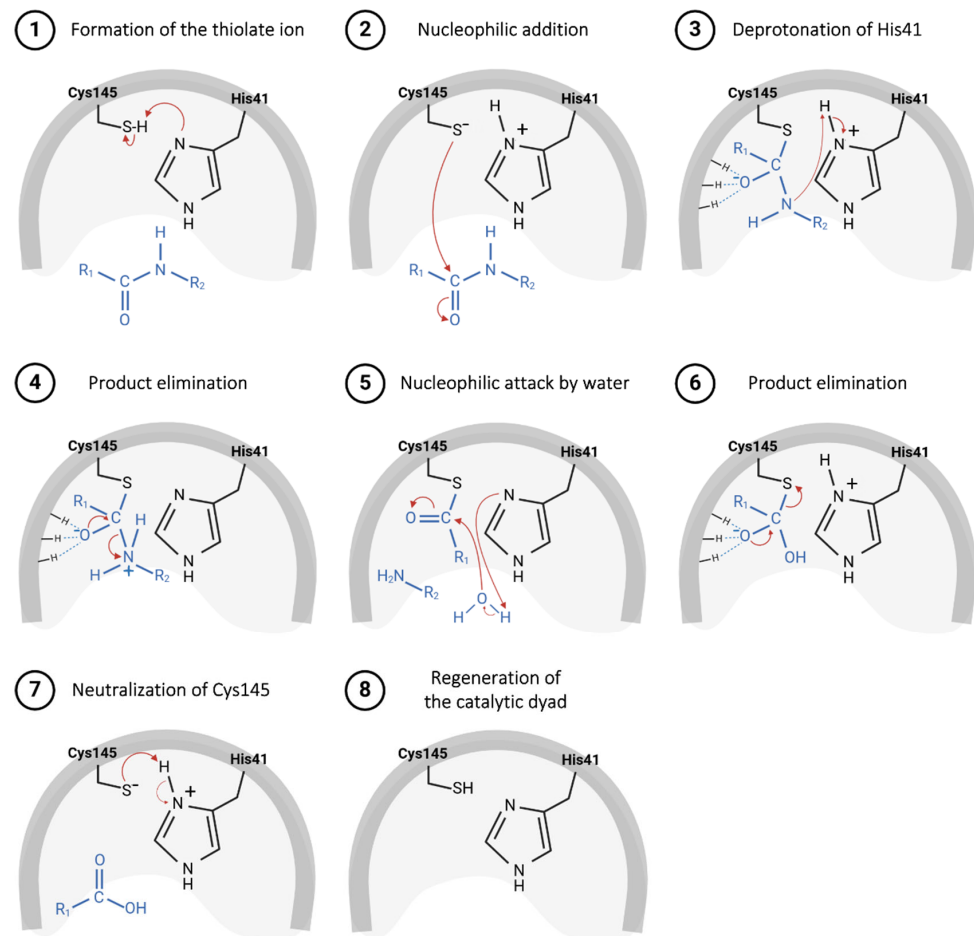 1 Formation of the thiolate ion
Cys145
His41
S-H
N
N
H
H
R₁
C
N
R₂
O
2 Nucleophilic addition
Cys145
His41
H
S-
N
+
N
H
H
R₁
C
N
R₂
O
3 Deprotonation of His41
Cys145
His41
H
S
+
R₁
N
H
C
H
-O
H
N
N
H
H
R₂
4 Product elimination
Cys145
His41
S
R₁
N
H
C
H
-O
H
H
N
N
H
H
+
R₂
5 Nucleophilic attack by water
Cys145
His41
S
N
O
C
R₁
N
H
H₂N
R₂
O
H
H
6 Product elimination
Cys145
His41
H
S
+
R₁
N
H
C
H
-O
H
OH
N
H
7 Neutralization of Cys145
Cys145
His41
H
S-
N
+
O
N
H
R₁
C
OH
8 Regeneration of
the catalytic dyad
Cys145
His41
SH
N
N
H